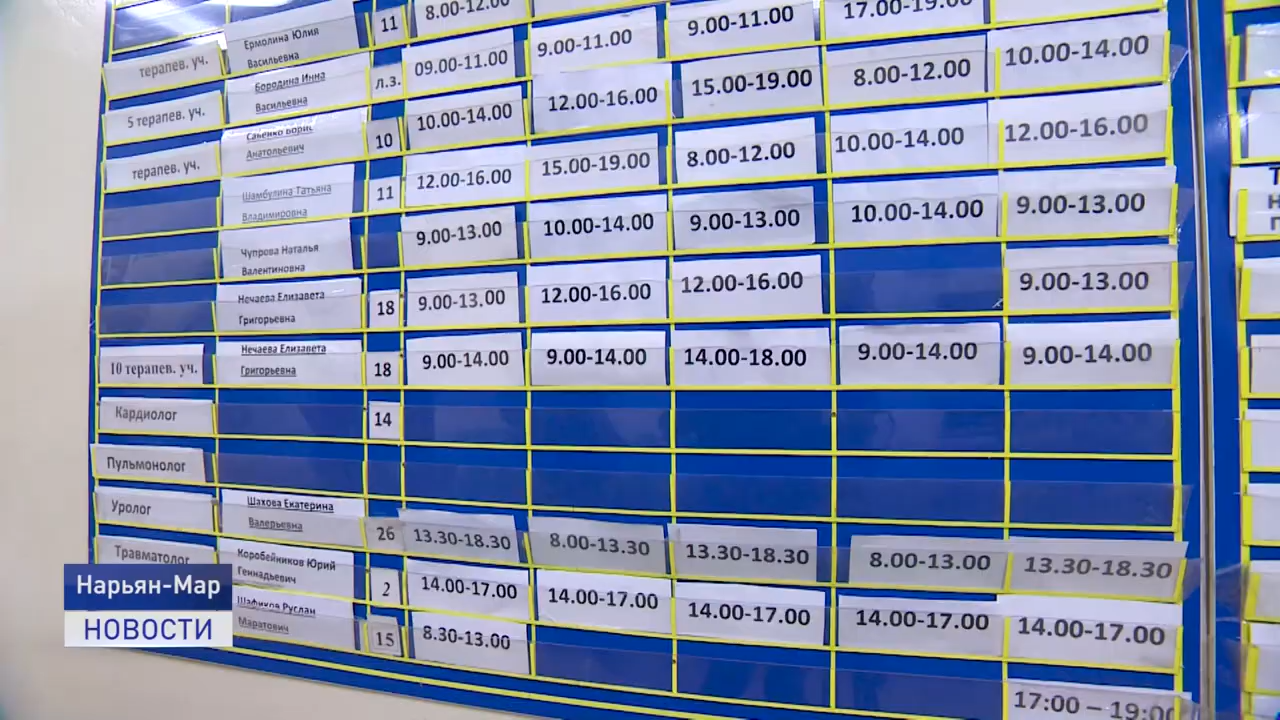 11 8.00-12.00 9.00-11.00 17.00-19.00
терапев. уч. Ермолина Юлия Васильевна 09.00-11.00 9.00-11.00 15.00-19.00 8.00-12.00 10.00-14.00
5 терапев. уч. Бородина Инна Васильевна л.з. 10.00-14.00 12.00-16.00
терапев. уч. Савенко Борис Анатольевич 10 12.00-16.00 15.00-19.00 8.00-12.00 10.00-14.00 12.00-16.00
Шамбулина Татьяна Владимировна 11 9.00-13.00 10.00-14.00 9.00-13.00 10.00-14.00 9.00-13.00
Чупрова Наталья Валентиновна
Нечаева Елизавета Григорьевна 18 9.00-13.00 12.00-16.00 12.00-16.00 9.00-13.00
10 терапев. уч. Нечаева Елизавета Григорьевна 18 9.00-14.00 9.00-14.00 14.00-18.00 9.00-14.00 9.00-14.00
Кардиолог 14
Пульмонолог
Уролог Шахова Екатерина Валерьевна 26 13.30-18.30 8.00-13.30 13.30-18.30 8.00-13.00 13.30-18.30
Травматолог Коробейников Юрий Геннадьевич 2 14.00-17.00 14.00-17.00 14.00-17.00 14.00-17.00 14.00-17.00
Шафиков Руслан Маратович 15 8.30-13.00
17:00 – 19:00
Нарьян-Мар
НОВОСТИ